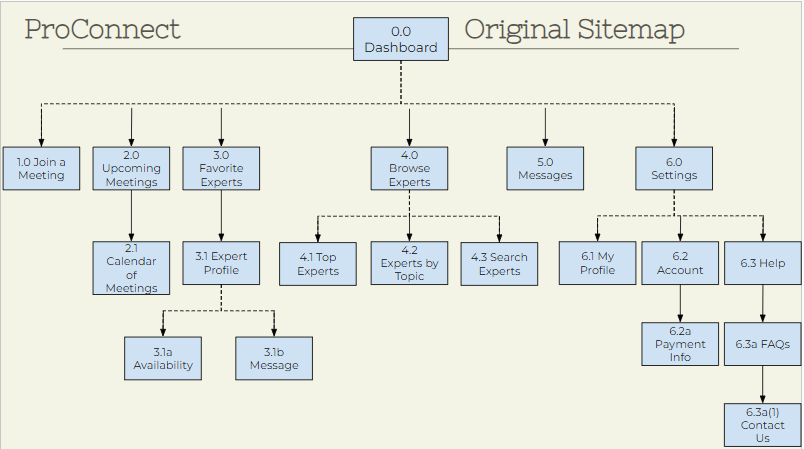 ProConnect
Original Sitemap
0.0
Dashboard
1.0 Join a
Meeting
2.0
Upcoming
Meetings
3.0
Favorite
Experts
4.0
Browse
Experts
5.0
Messages
6.0
Settings
2.1
Calendar
of
Meetings
3.1 Expert
Profile
4.1 Top
Experts
4.2
Experts by
Topic
4.3 Search
Experts
6.1 My
Profile
6.2
Account
6.3 Help
3.1a
Availability
3.1b
Message
6.2a
Payment
Info
6.3a FAQs
6.3a(1)
Contact
Us